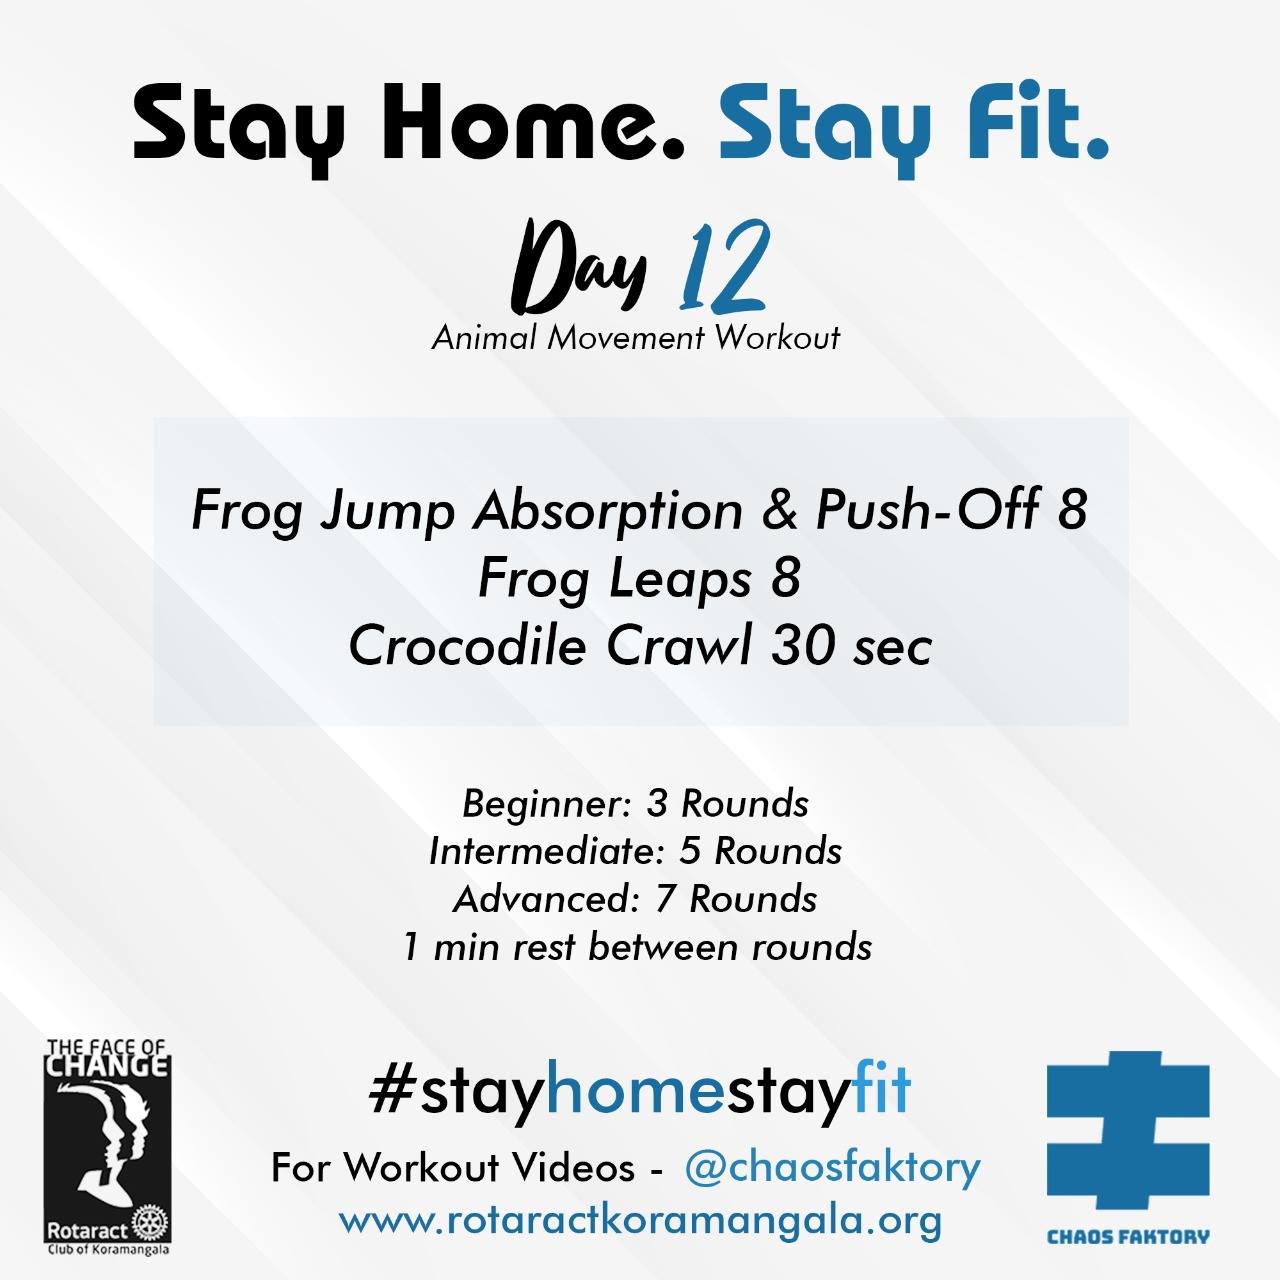 Stay Home. Stay Fit.
Day 12
Animal Movement Workout
Frog Jump Absorption & Push-Off 8
Frog Leaps 8
Crocodile Crawl 30 sec
Beginner: 3 Rounds
Intermediate: 5 Rounds
Advanced: 7 Rounds
1 min rest between rounds
THE FACE OF
CHANGE
Rotaract
Club of Koramangala
#stayhomestayfit
For Workout Videos - @chaosfaktory
www.rotaractkoramangala.org
CHAOS FAKTORY